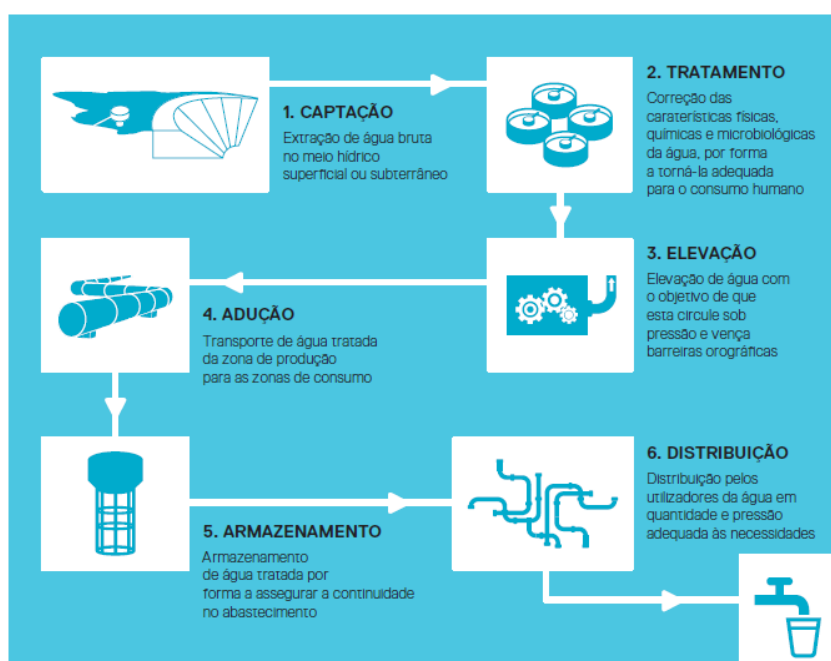 1. CAPTAÇÃO
Extração de água bruta
no meio hídrico
superficial ou subterrâneo
2. TRATAMENTO
Correção das
caraterísticas físicas,
químicas e microbiológicas
da água, por forma
a torná-la adequada
para o consumo humano
3. ELEVAÇÃO
Elevação de água com
o objetivo de que
esta circule sob
pressão e vença
barreiras orográficas
4. ADUÇÃO
Transporte de água tratada
da zona de produção
para as zonas de consumo
5. ARMAZENAMENTO
Armazenamento
de água tratada por
forma a assegurar a continuidade
no abastecimento
6. DISTRIBUIÇÃO
Distribuição pelos
utilizadores da água em
quantidade e pressão
adequada às necessidades